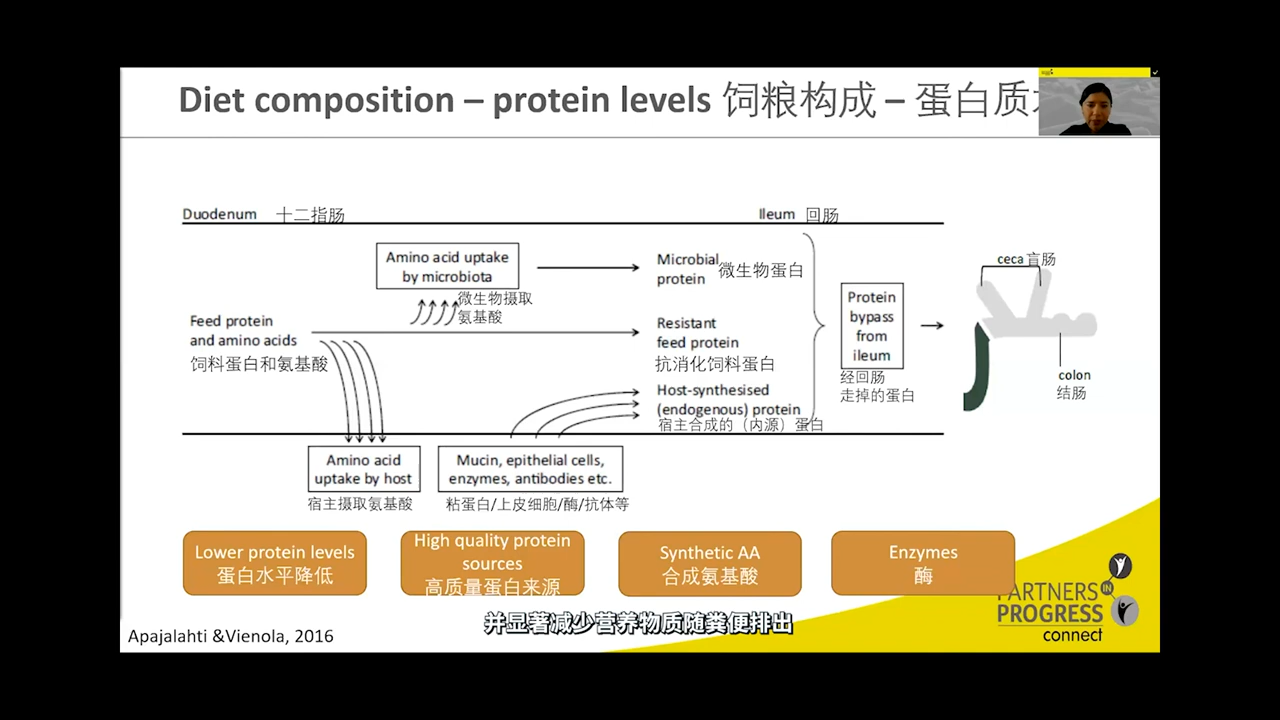 Diet composition – protein levels 饲粮构成 – 蛋白质
Duodenum 十二指肠
Ileum 回肠
Amino acid uptake
by microbiota
微生物摄取
氨基酸
Microbial
protein
微生物蛋白
Feed protein
and amino acids
饲料蛋白和氨基酸
Resistant
feed protein
抗消化饲料蛋白
Host-synthesised
(endogenous) protein
宿主合成的（内源）蛋白
Protein
bypass
from
ileum
经回肠
走掉的蛋白
ceca 盲肠
colon
结肠
Amino acid
uptake by host
宿主摄取氨基酸
Mucin, epithelial cells,
enzymes, antibodies etc.
粘蛋白/上皮细胞/酶/抗体等
Lower protein levels
蛋白水平降低
High quality protein
sources
高质量蛋白来源
Synthetic AA
合成氨基酸
Enzymes
酶
并显著减少营养物质随粪便排出
Apajalahti &Vienola, 2016
PARTNERS
IN
PROGRESS
connect